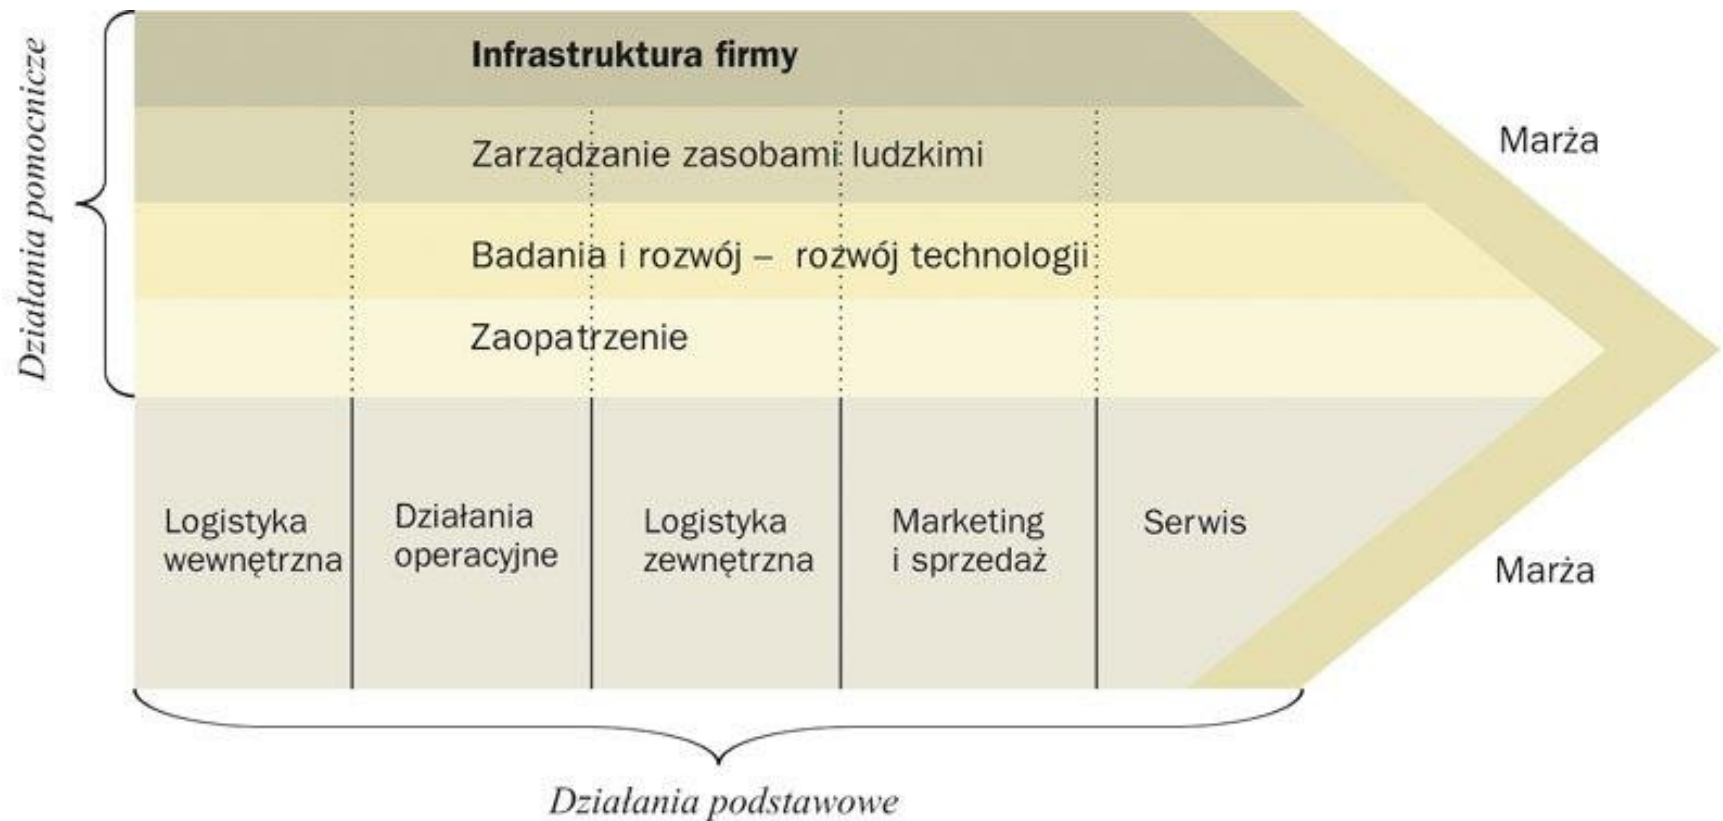 Działania pomocnicze
Infrastruktura firmy
Zarządzanie zasobami ludzkimi
Badania i rozwój – rozwój technologii
Zaopatrzenie
Marża
Logistyka
wewnętrzna
Działania
operacyjne
Logistyka
zewnętrzna
Marketing
i sprzedaż
Serwis
Marża
Działania podstawowe